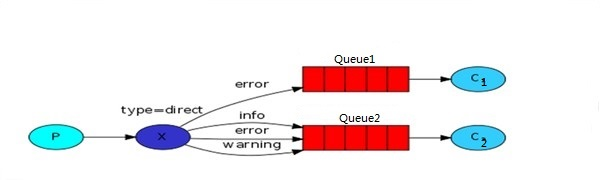 Queue1
C1
error
type=direct
info
Queue2
P
X
error
C2
warning